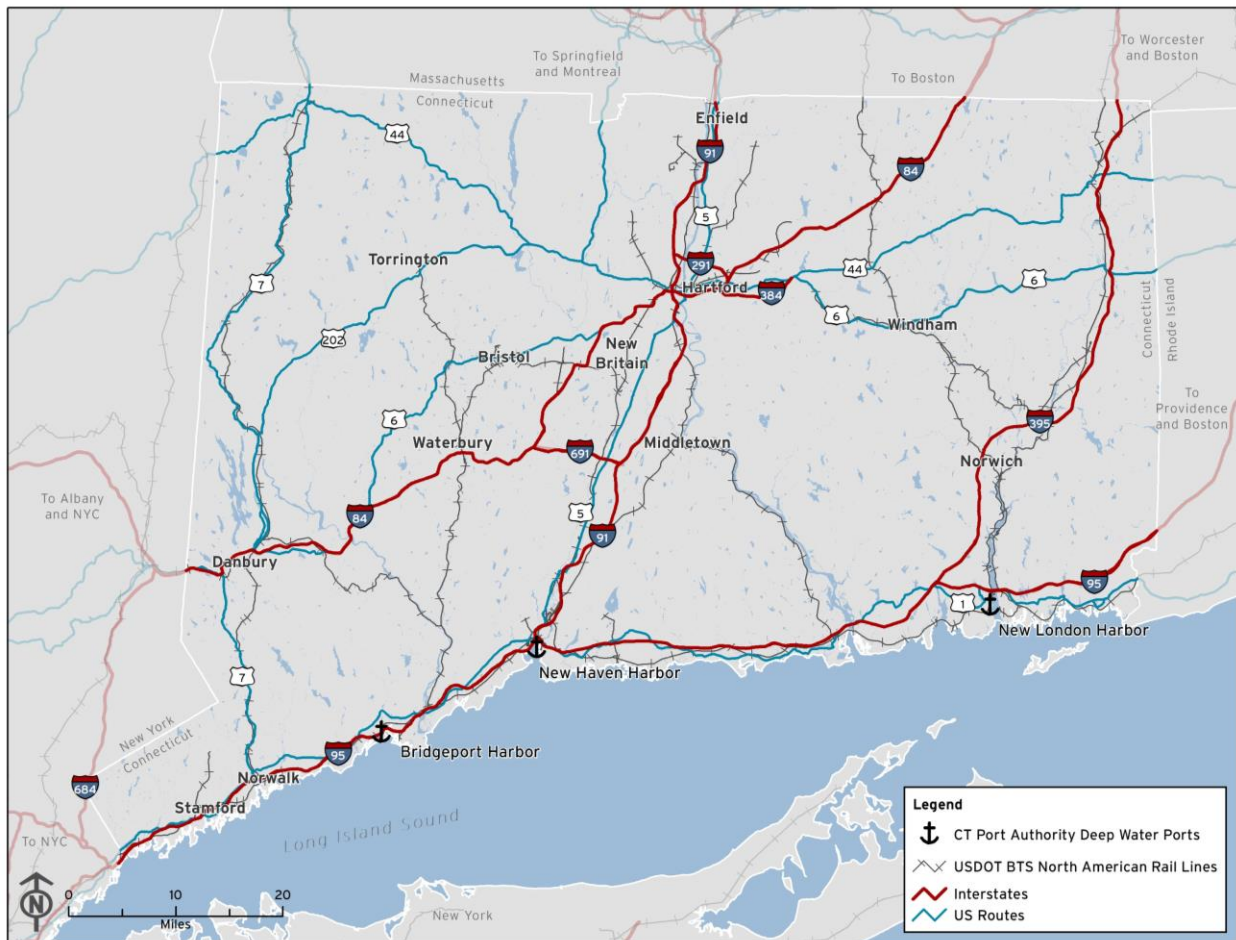 To Springfield
and Montreal
To Worcester
and Boston
Massachusetts
Connecticut
To Boston
Enfield
44
91
84
5
7
Torrington
291
Hartford
384
44
6
6
Connecticut
Rhode Island
202
Windham
Bristol
New
Britain
6
To
Providence
and Boston
395
Waterbury
691
Middletown
Norwich
To Albany
and NYC
84
5
91
Danbury
95
1
New London Harbor
New Haven Harbor
7
New York
Connecticut
95
Bridgeport Harbor
684
Norwalk
Stamford
Long Island Sound
To NYC
N
0
10
20
Miles
New York
Legend
CT Port Authority Deep Water Ports
USDOT BTS North American Rail Lines
Interstates
US Routes